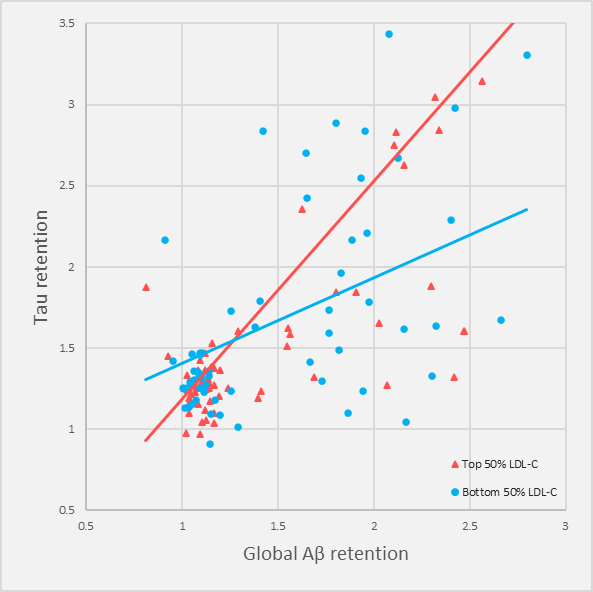 3.5
3
2.5
2
1.5
1
0.5
Tau retention
Top 50% LDL-C
Bottom 50% LDL-C
0.5 1 1.5 2 2.5 3
Global Aβ retention